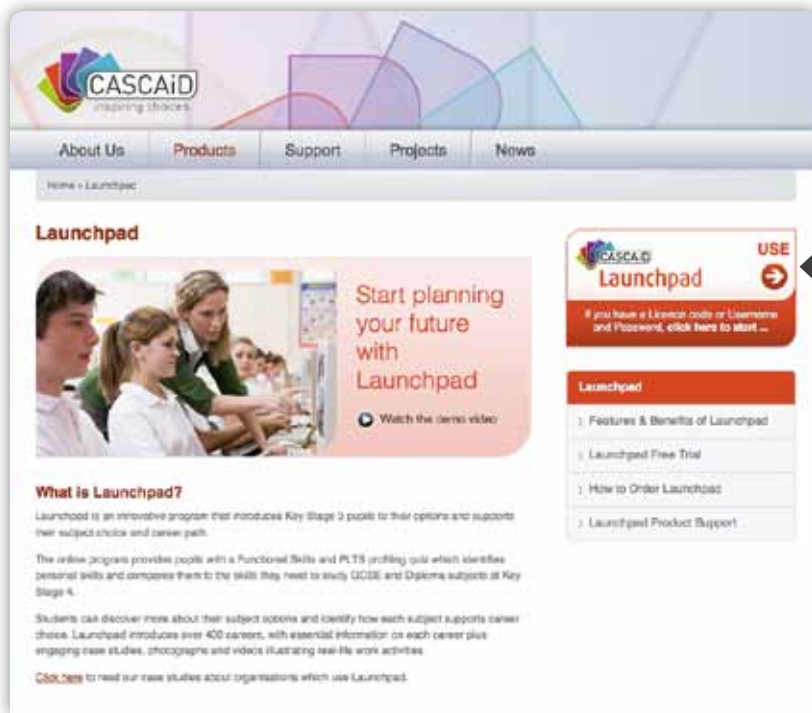 CASCAiD
inspiring choices
About Us Products Support Projects News
Home » Launchpad
Launchpad
Start planning
your future
with
Launchpad
Watch the demo video
CASCAiD
Launchpad
USE
If you have a Licence code or Username
and Password, click here to start ...
Launchpad
Features & Benefits of Launchpad
Launchpad Free Trial
How to Order Launchpad
Launchpad Product Support
What is Launchpad?
Launchpad is an innovative program that introduces Key Stage 3 pupils to their options and supports
their subject choice and career path.
The online program provides pupils with a Functional Skills and PLTS profiling quiz which identifies
personal skills and compares them to the skills they need to study GCSE and Diploma subjects at Key
Stage 4.
Students can discover more about their subject options and identify how each subject supports career
choice. Launchpad introduces over 400 careers, with essential information on each career plus
engaging case studies, photographs and videos illustrating real-life work activities.
Click here to read our case studies about organisations which use Launchpad.